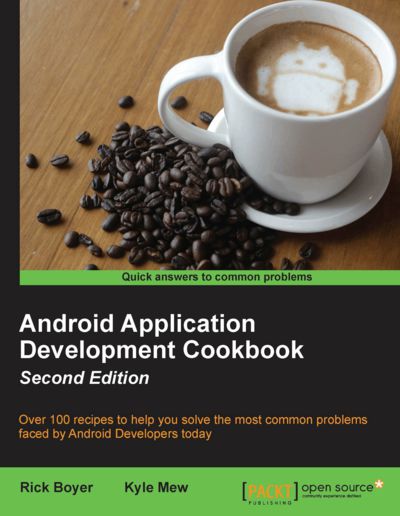 Quick answers to common problems
Android Application
Development Cookbook
Second Edition
Over 100 recipes to help you solve the most common problems
faced by Android Developers today
Rick Boyer Kyle Mew
[PACKT] open source*
PUBLISHING community experience distilled